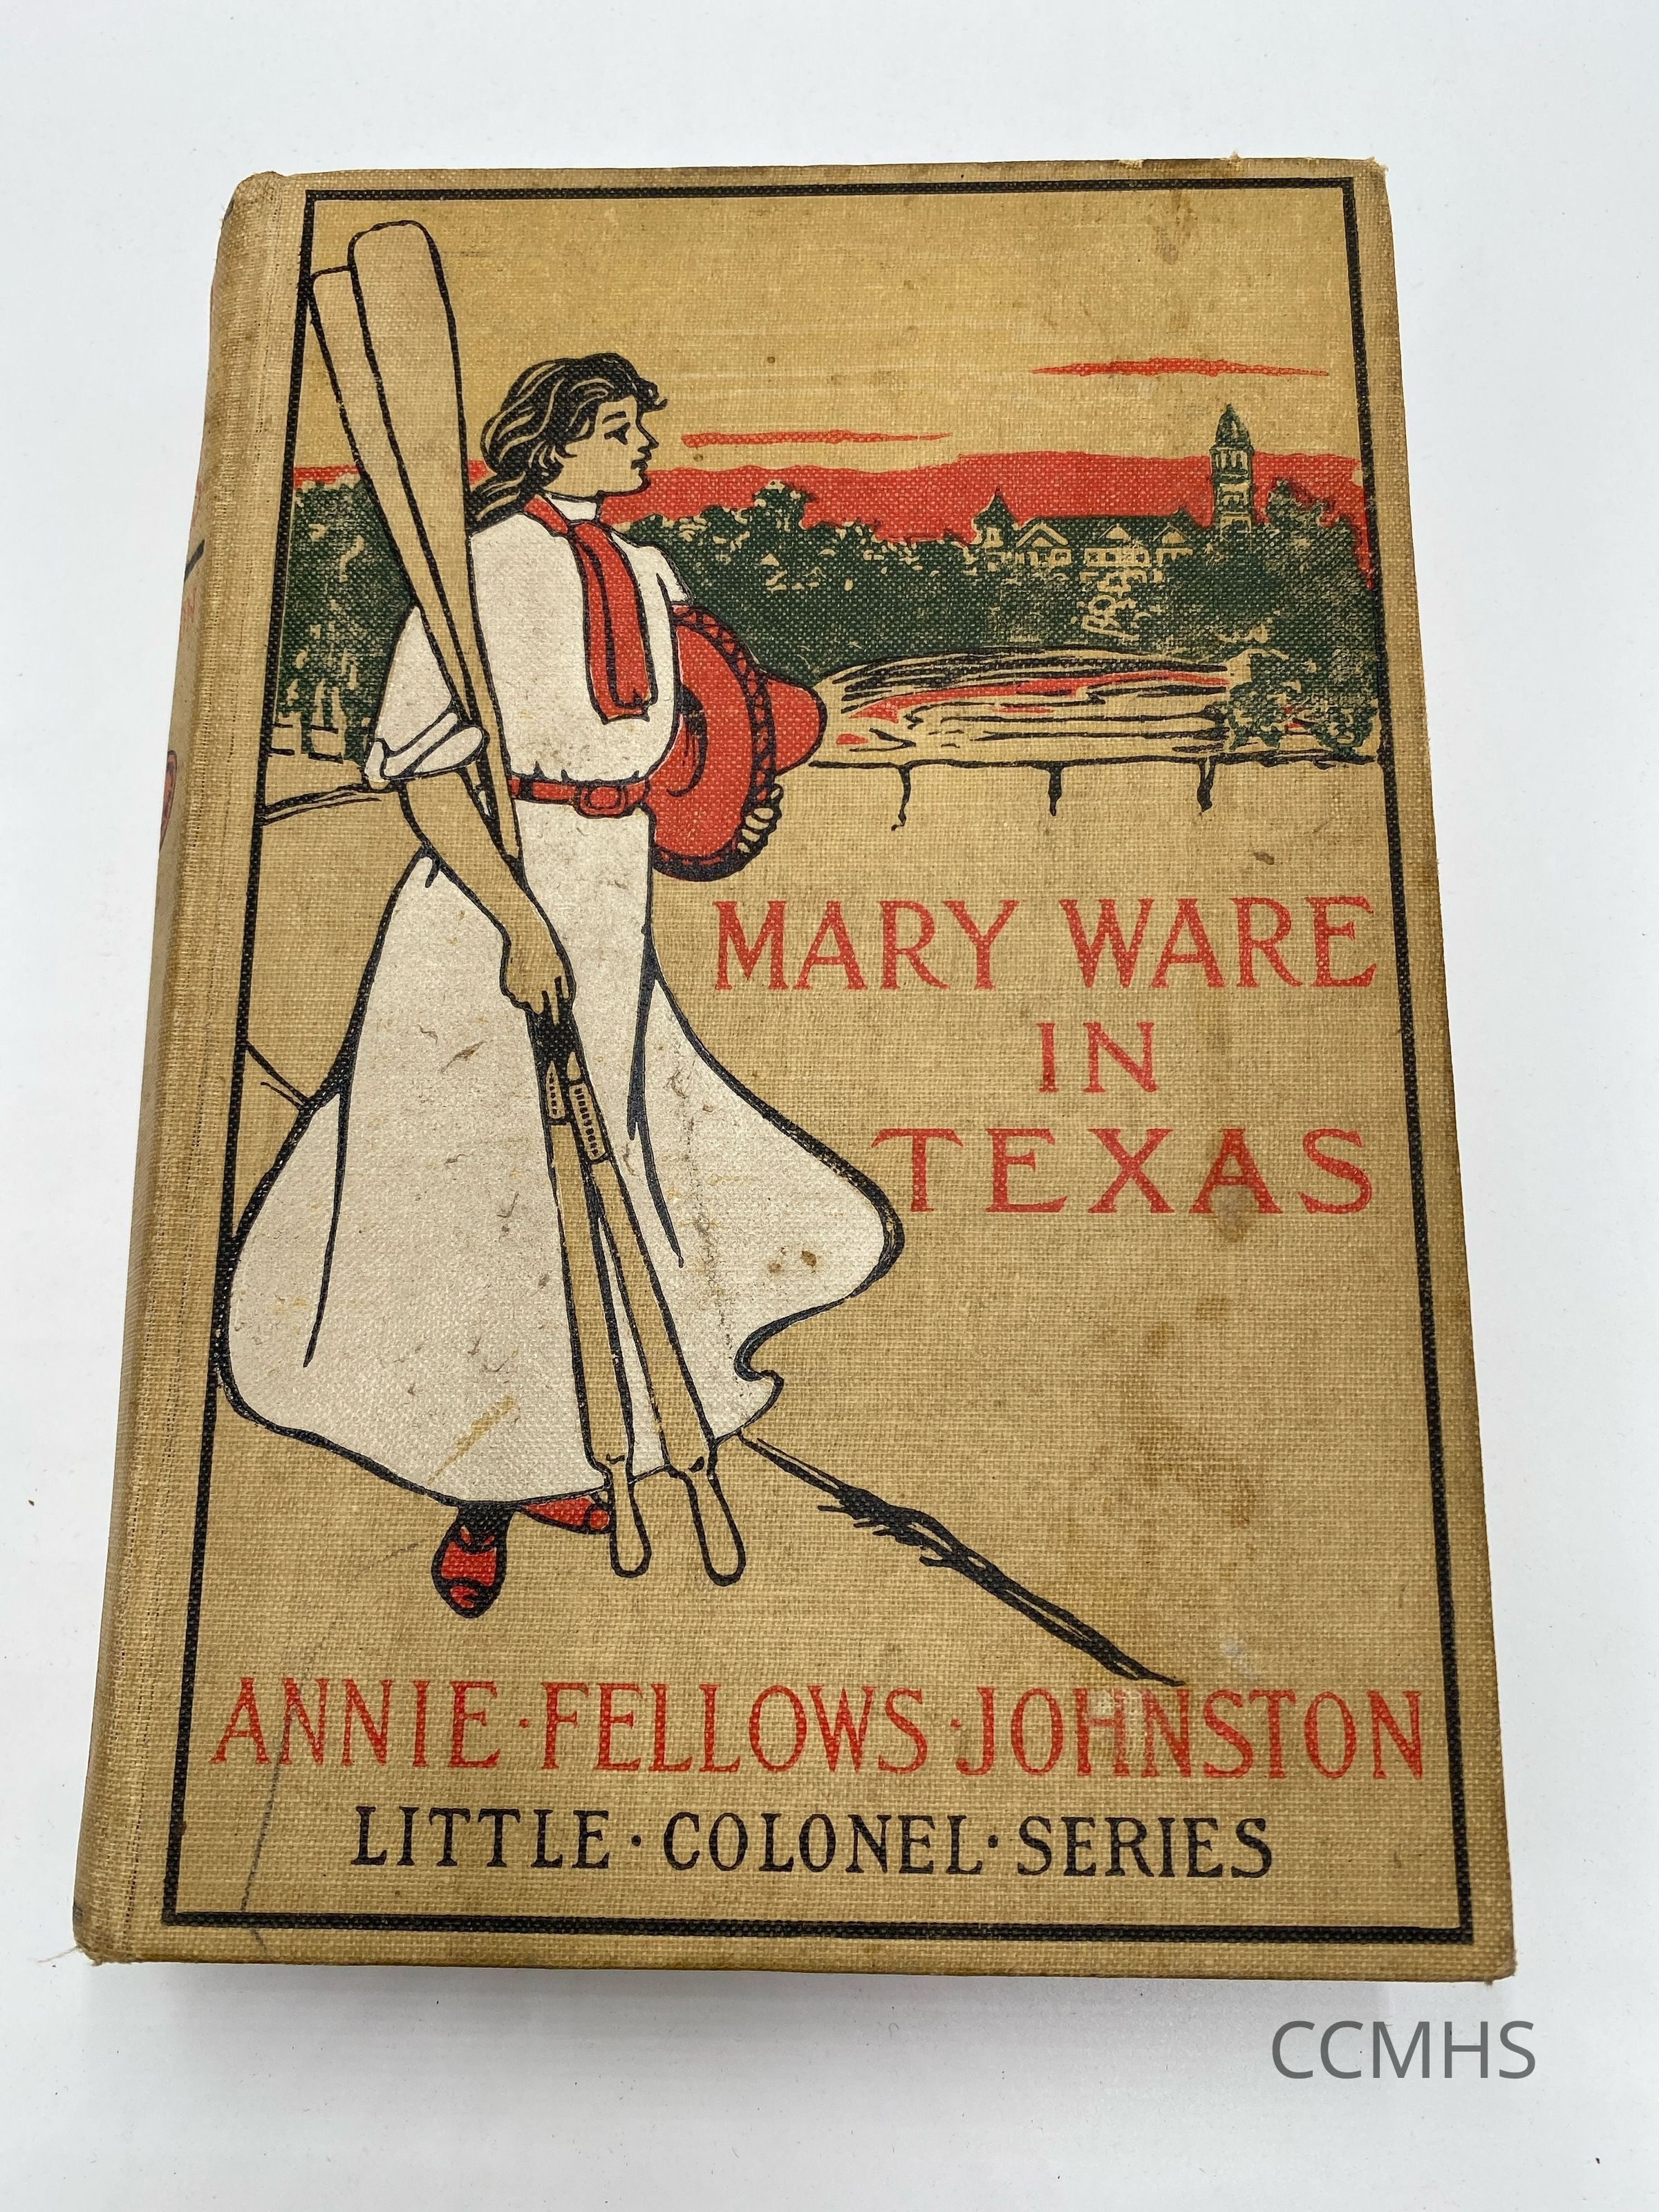 MARY WARE
IN
TEXAS
ANNIE·FELLOWS·JOHNSTON
LITTLE·COLONEL·SERIES
CCMHS